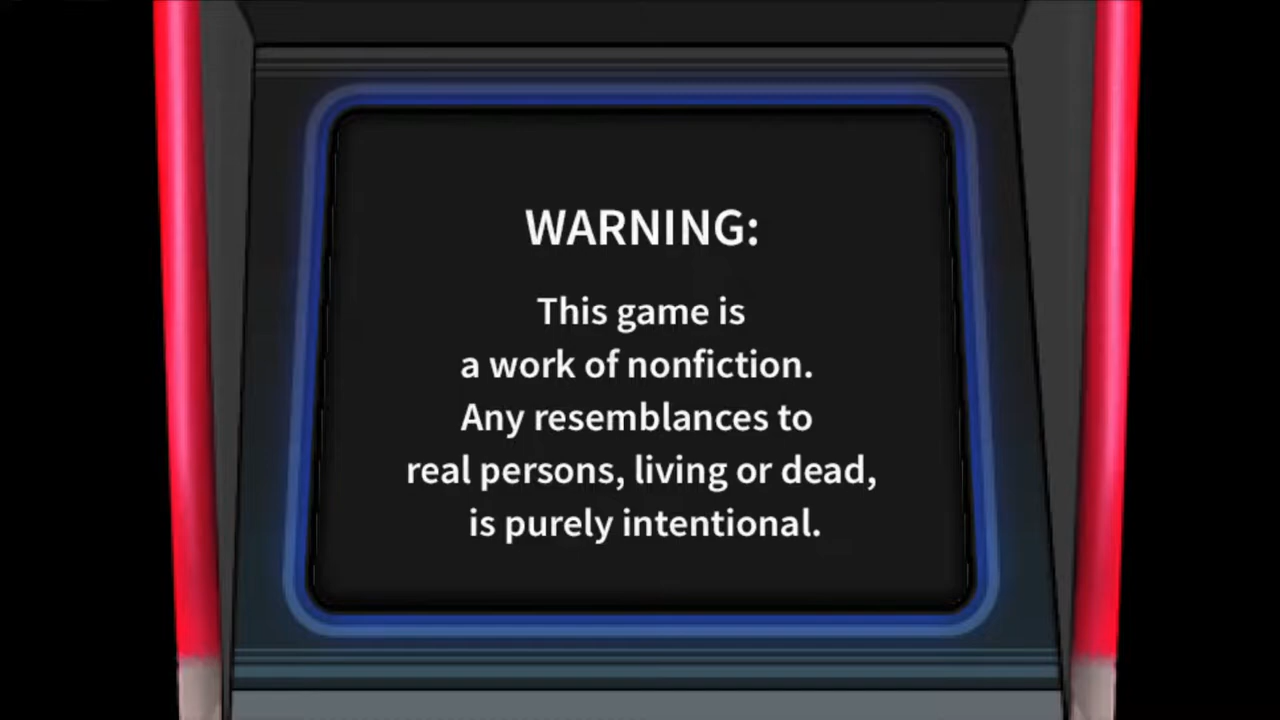 WARNING:
This game is
a work of nonfiction.
Any resemblances to
real persons, living or dead,
is purely intentional.